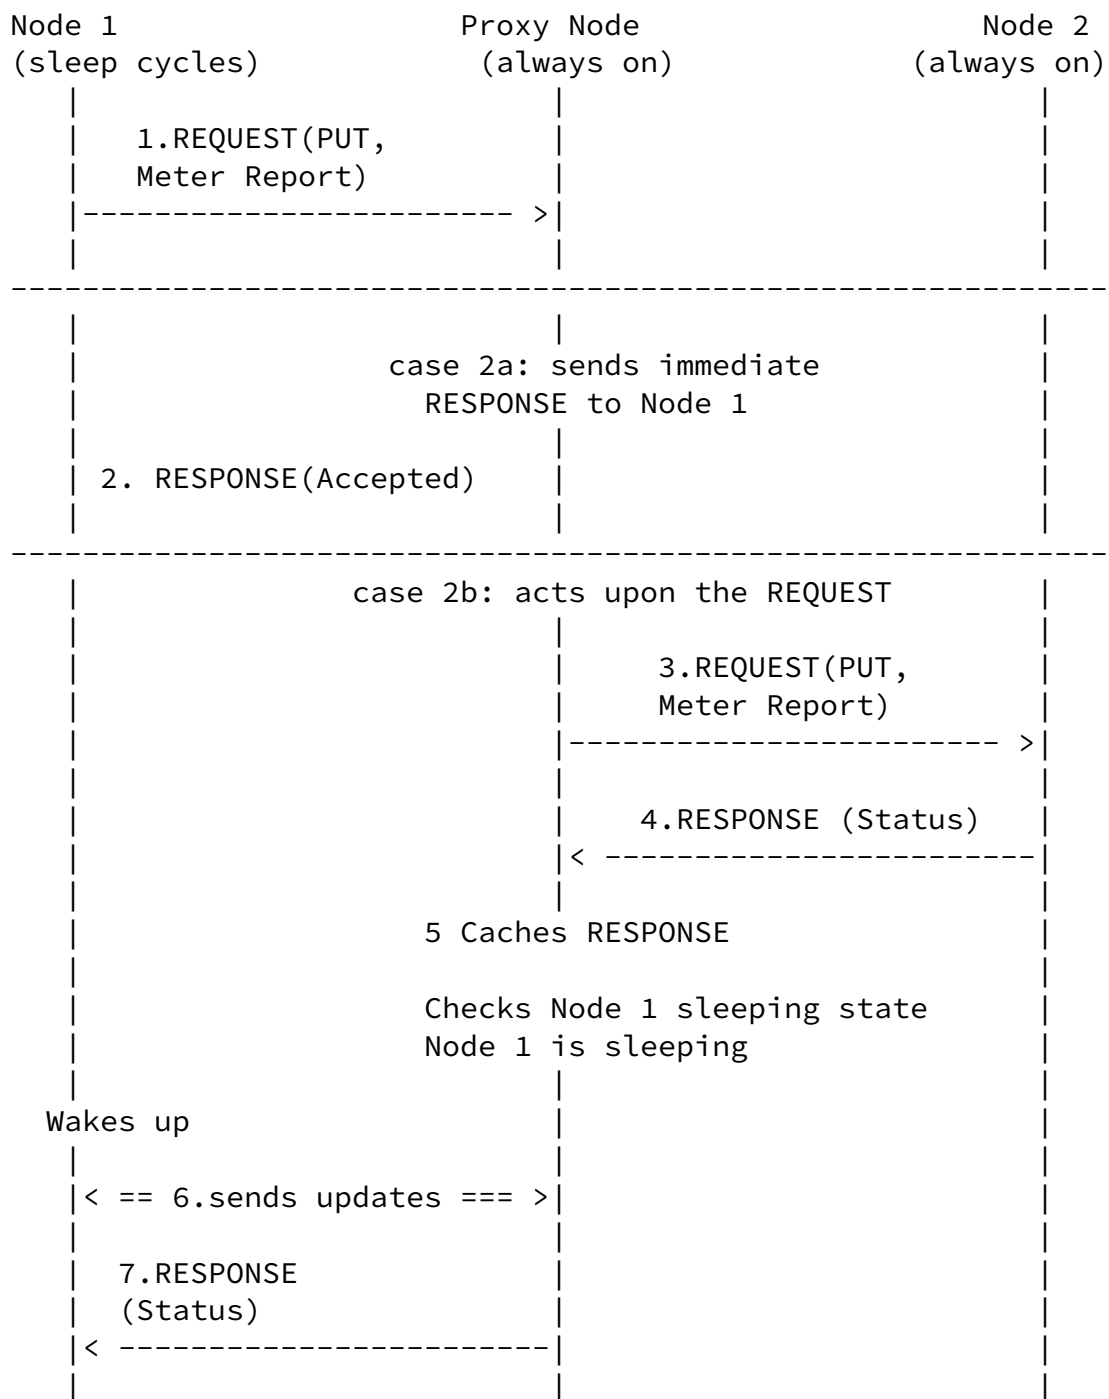 Node 1 Proxy Node Node 2
(sleep cycles) (always on) (always on)
1.REQUEST(PUT,
Meter Report)
case 2a: sends immediate
RESPONSE to Node 1
2. RESPONSE(Accepted)
case 2b: acts upon the REQUEST
3.REQUEST(PUT,
Meter Report)
4.RESPONSE (Status)
5 Caches RESPONSE
Checks Node 1 sleeping state
Node 1 is sleeping
Wakes up
6.sends updates
7.RESPONSE
(Status)